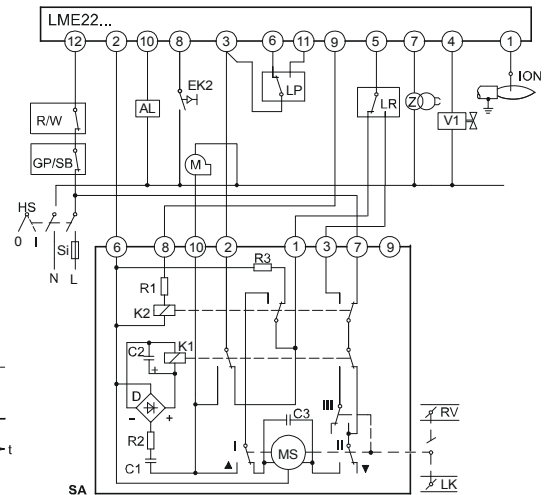 LME22...
12 2 10 8 3 6 11 9 5 7 4 1
ION
EK2
LP
R/W
AL
LR
Z
C
V1
GP/SB
M
HS
0 I
Si
N L
6 8 10 2 1 3 7 9
R3
R1
K2
I
C2
+
K1
D
- +
C3
III
RV
t
R2
I
MS
II
C1
SA
LK